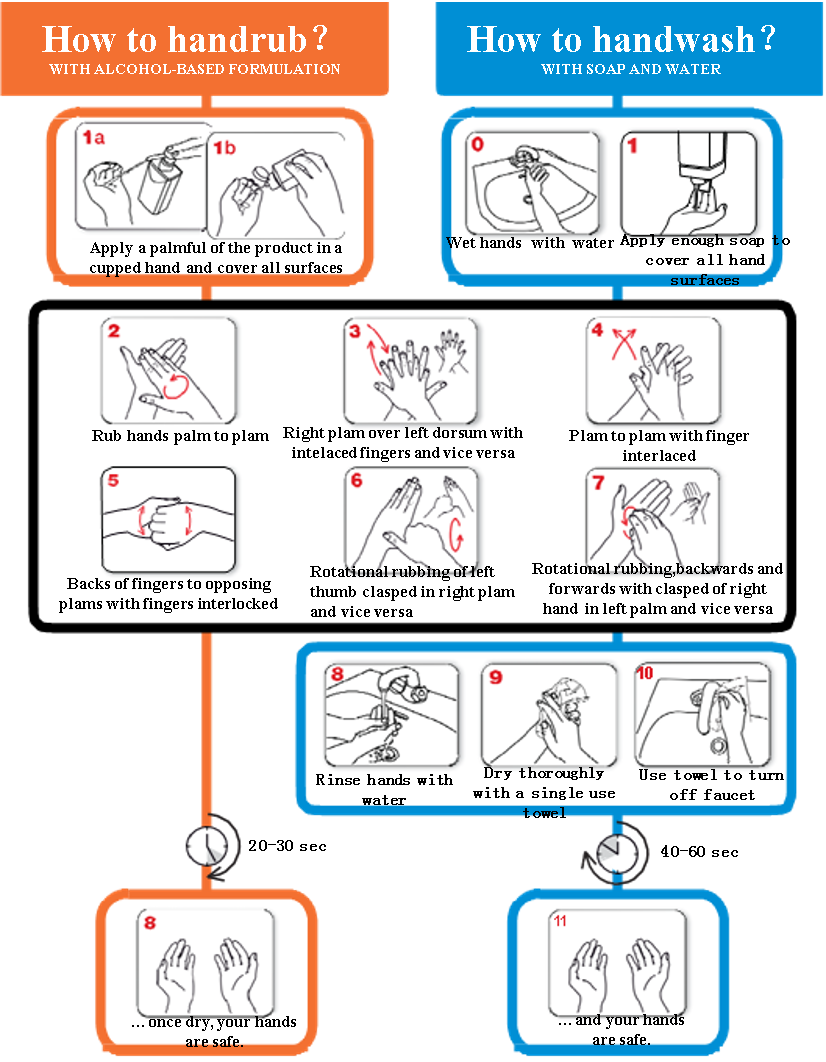 How to handrub?
WITH ALCOHOL-BASED FORMULATION
How to handwash?
WITH SOAP AND WATER
1a
1b
Apply a palmful of the product in a
cupped hand and cover all surfaces
0
Wet hands with water
1
Apply enough soap to
cover all hand
surfaces
2
Rub hands palm to plam
3
Right plam over left dorsum with
intelaced fingers and vice versa
4
Plam to plam with finger
interlaced
5
Backs of fingers to opposing
plams with fingers interlocked
6
Rotational rubbing of left
thumb clasped in right plam
and vice versa
7
Rotational rubbing,backwards and
forwards with clasped of right
hand in left palm and vice versa
8
Rinse hands with
water
9
Dry thoroughly
with a single use
towel
10
Use towel to turn
off faucet
20-30 sec
40-60 sec
8
... once dry, your hands
are safe.
11
... and your hands
are safe.